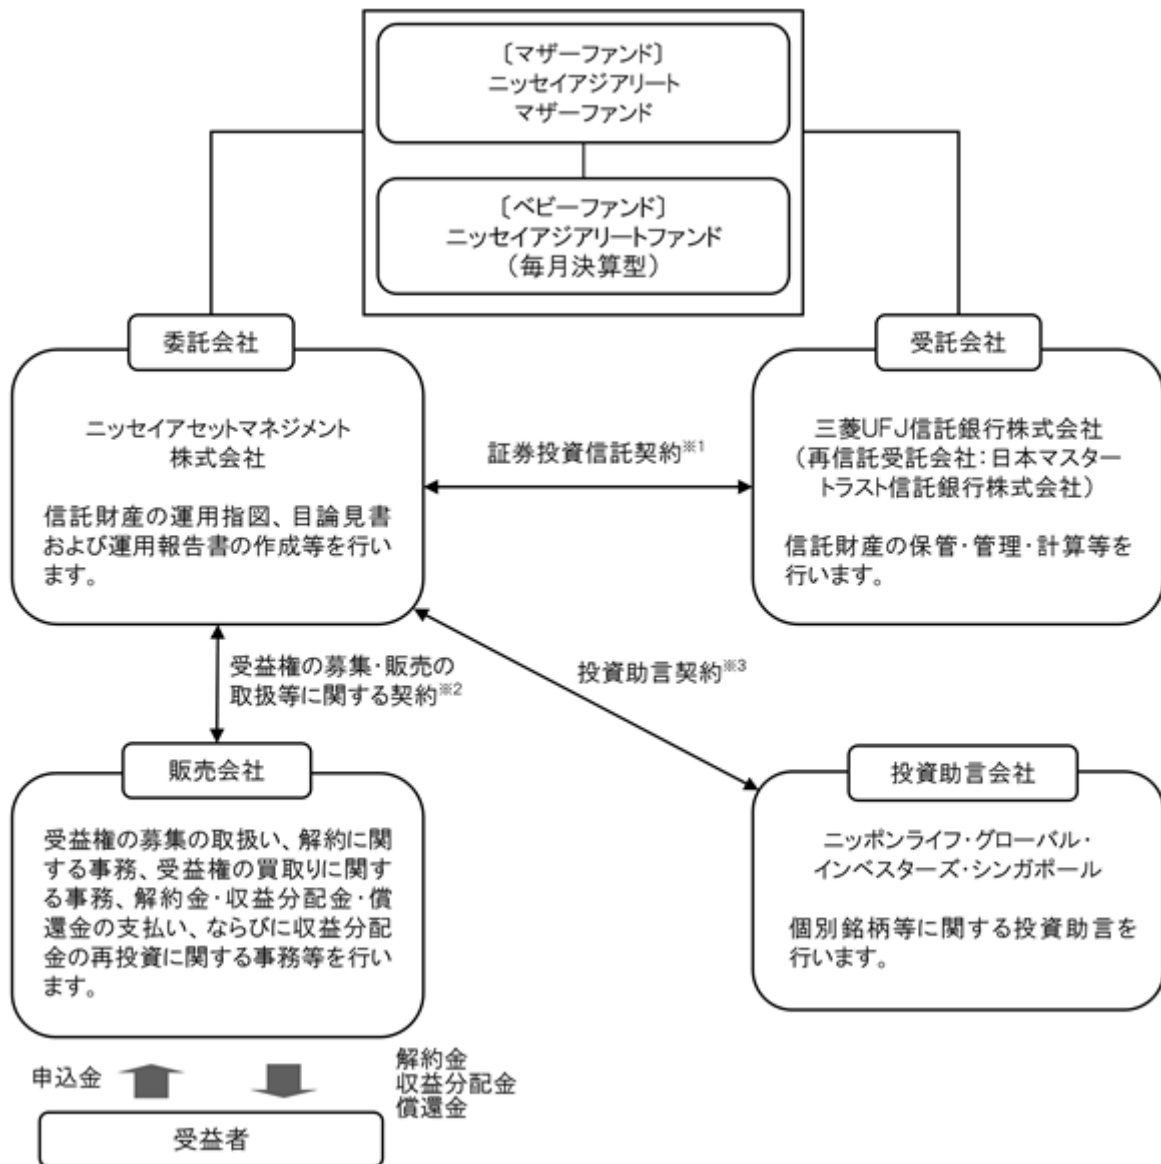 〔マザーファンド〕
ニッセイアジアリート
マザーファンド
〔ベビーファンド〕
ニッセイアジアリートファンド
（毎月決算型）
委託会社
ニッセイアセットマネジメント
株式会社
信託財産の運用指図、目論見書
および運用報告書の作成等を行い
ます。
証券投資信託契約※1
受託会社
三菱UFJ信託銀行株式会社
（再信託受託会社：日本マスター
トラスト信託銀行株式会社）
信託財産の保管・管理・計算等を
行います。
受益権の募集・販売の
取扱等に関する契約※2
投資助言契約※3
販売会社
受益権の募集の取扱い、解約に関
する事務、受益権の買取りに関す
る事務、解約金・収益分配金・償
還金の支払い、ならびに収益分配
金の再投資に関する事務等を行い
ます。
投資助言会社
ニッポンライフ・グローバル・
インベスターズ・シンガポール
個別銘柄等に関する投資助言を
行います。
申込金
解約金
収益分配金
償還金
受益者